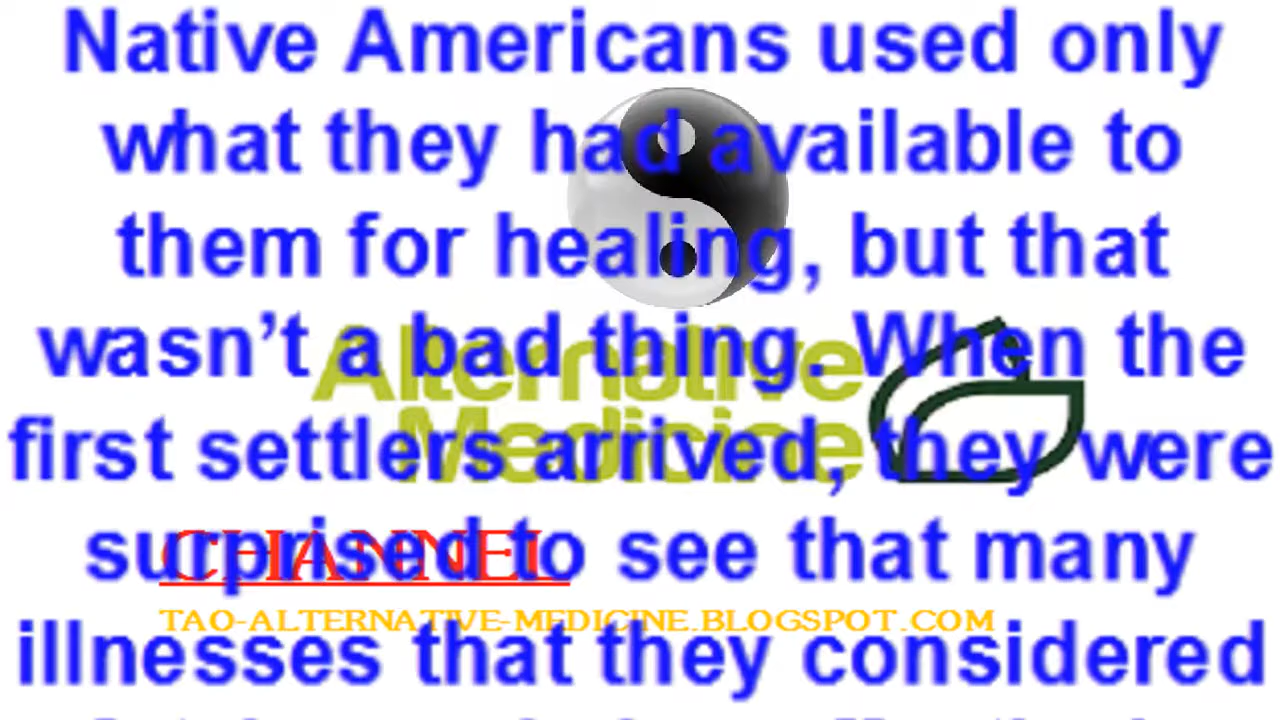 Native Americans used only
what they had available to
them for healing, but that
wasn’t a bad thing. When the
first settlers arrived, they were
surprised to see that many
illnesses that they considered
Alternative
Medicine
CHANNEL
TAO-ALTERNATIVE-MEDICINE.BLOGSPOT.COM